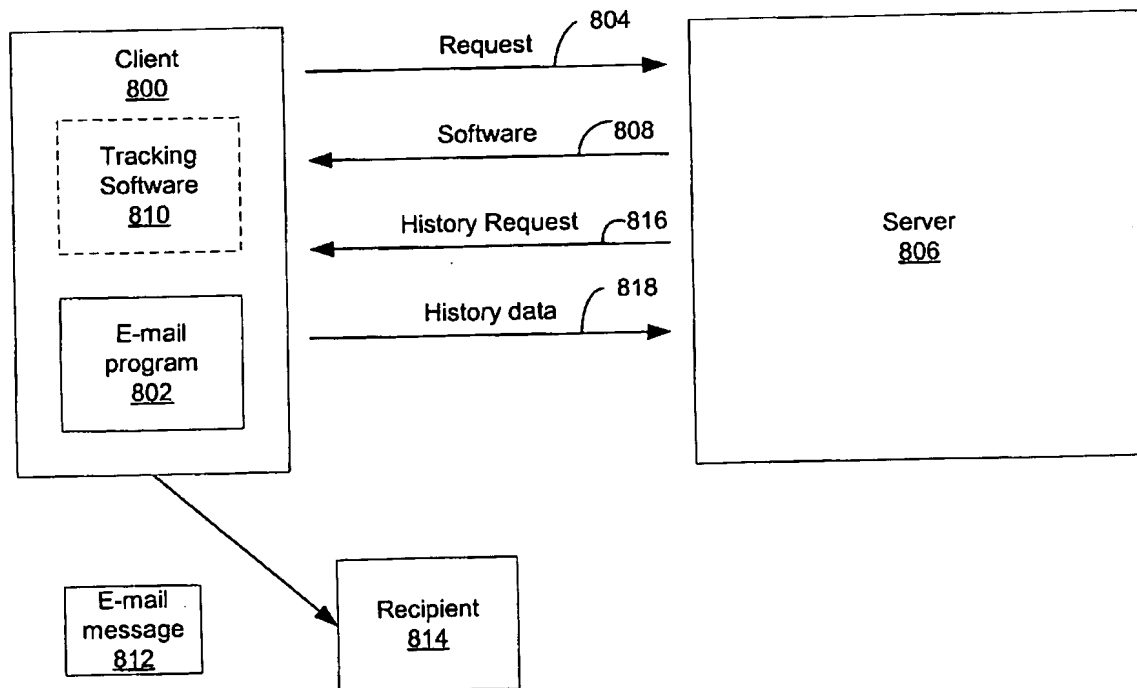 Client
800
Tracking
Software
810
E-mail
program
802
Request
804
Software
808
History Request
816
History data
818
Server
806
E-mail
message
812
Recipient
814